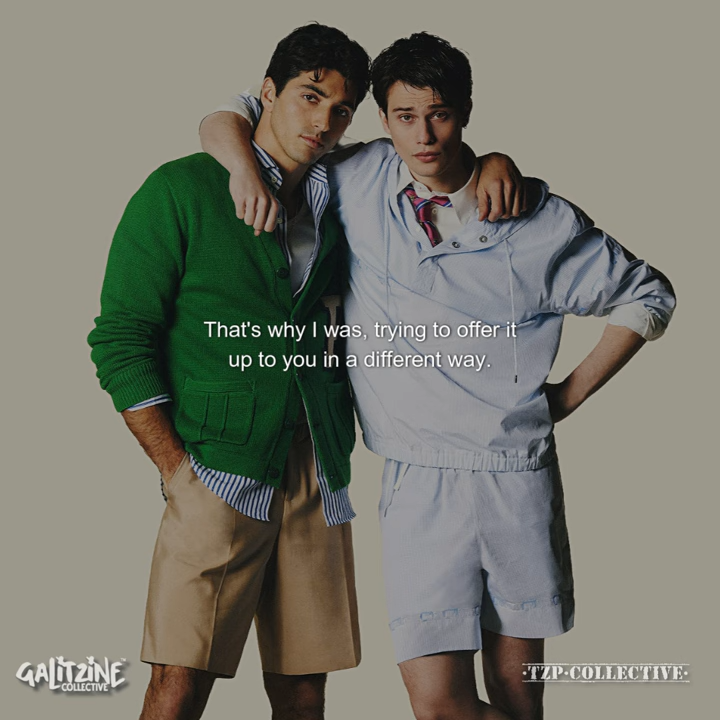 That's why I was, trying to offer it
up to you in a different way.
GALITZINE
COLLECTIVE
·TZP·COLLECTIVE·